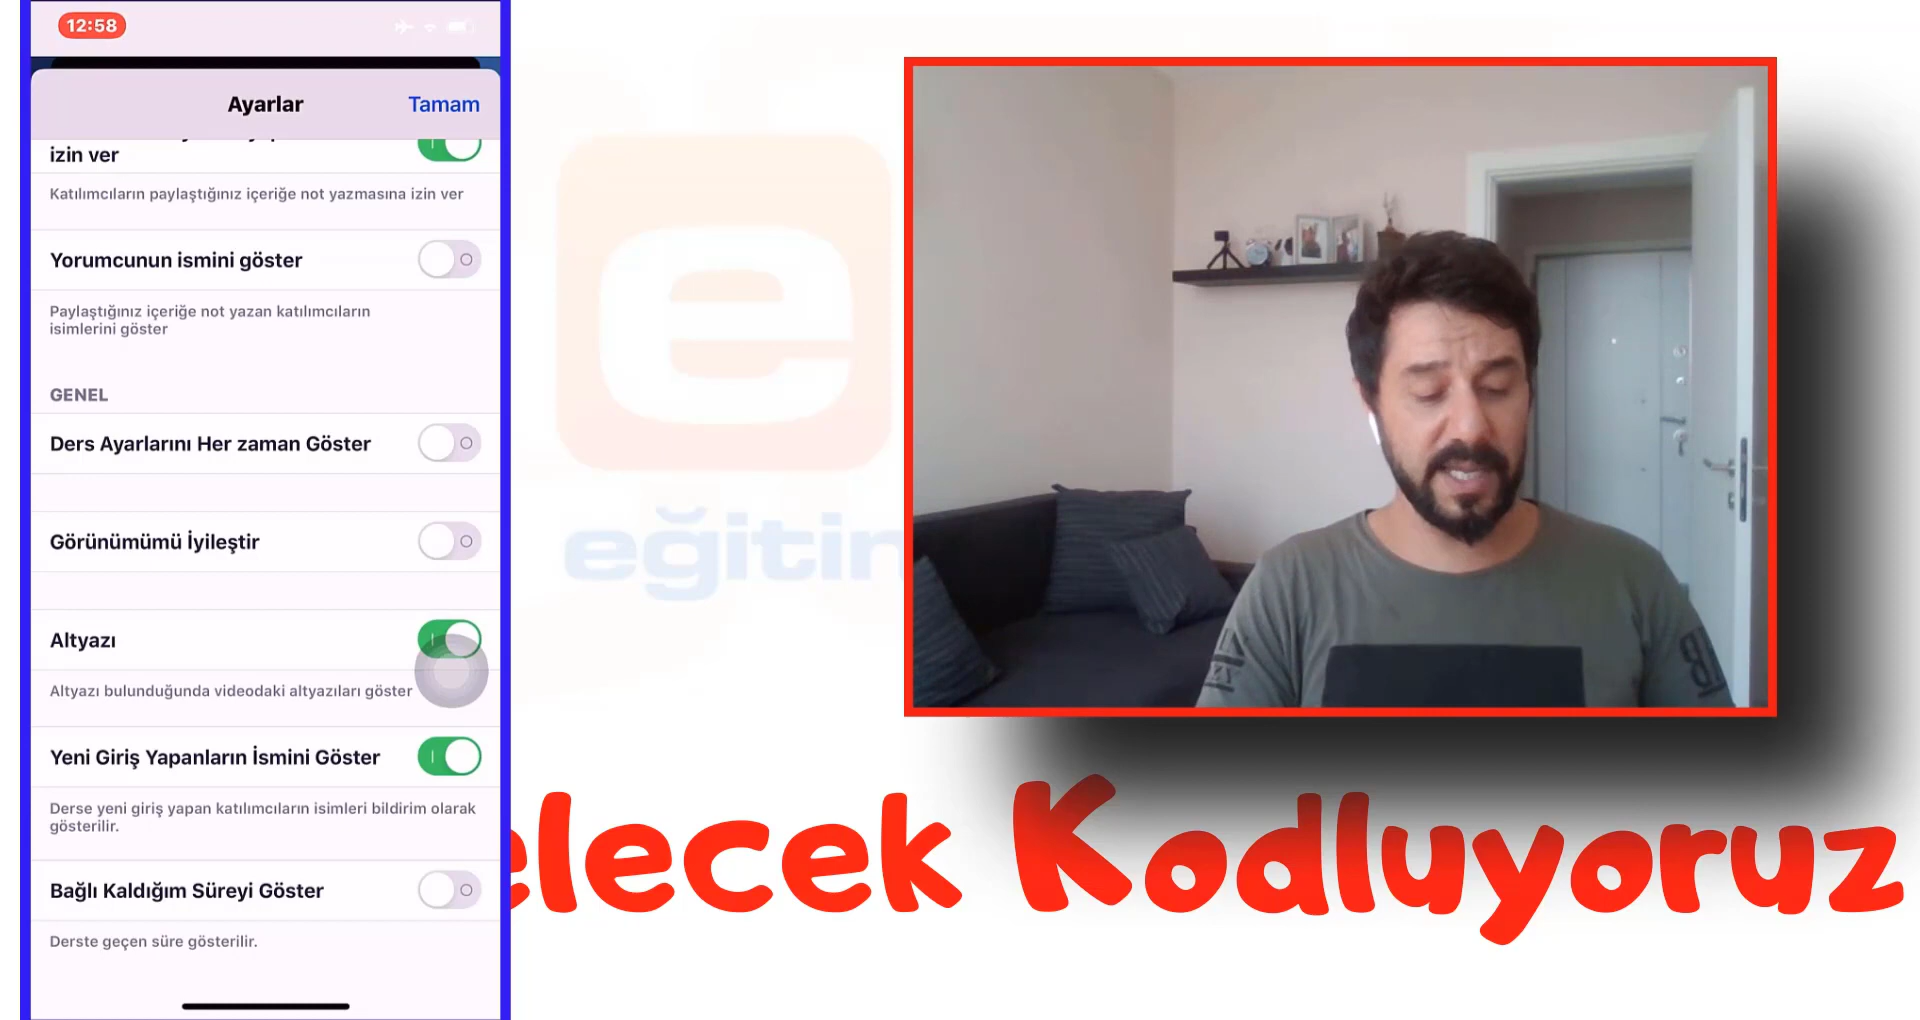 12:58
Ayarlar
Tamam
izin ver
Katılımcıların paylaştığınız içeriğe not yazmasına izin ver
Yorumcunun ismini göster
Paylaştığınız içeriğe not yazan katılımcıların
isimlerini göster
GENEL
Ders Ayarlarını Her zaman Göster
Görünümümü İyileştir
Altyazı
Altyazı bulunduğunda videodaki altyazıları göster
Yeni Giriş Yapanların İsmini Göster
Derse yeni giriş yapan katılımcıların isimleri bildirim olarak
gösterilir.
Bağlı Kaldığım Süreyi Göster
Derste geçen süre gösterilir.
e
eğitin
elecek Kodluyoruz